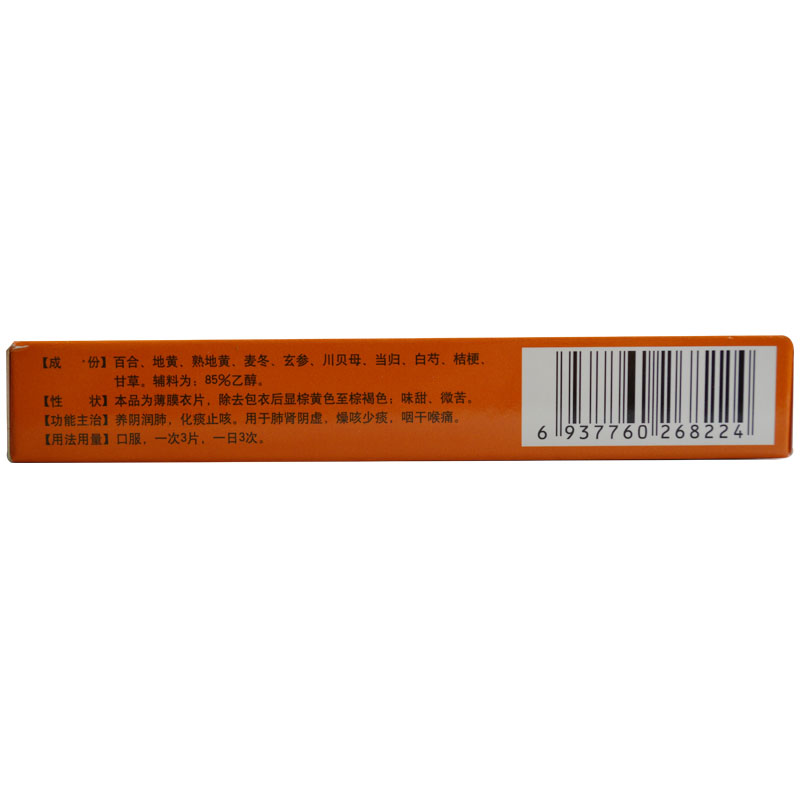 【成 份】百合、地黄、熟地黄、麦冬、玄参、川贝母、当归、白芍、桔梗、
甘草。辅料为：85%乙醇。
【性 状】本品为薄膜衣片，除去包衣后显棕黄色至棕褐色；味甜、微苦。
【功能主治】养阴润肺，化痰止咳。用于肺肾阴虚，燥咳少痰，咽干喉痛。
【用法用量】口服，一次3片，一日3次。
6 937760 268224